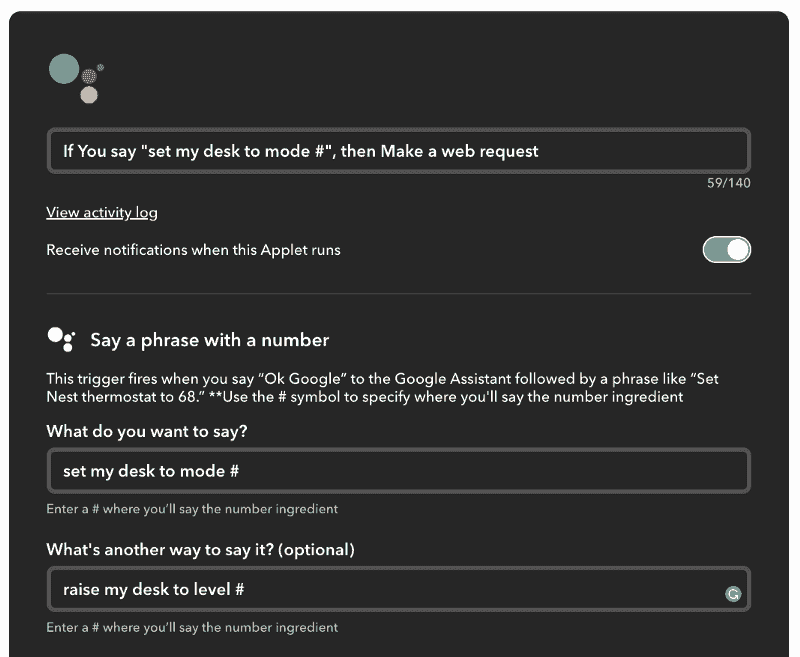 If You say "set my desk to mode #", then Make a web request
59/140
View activity log
Receive notifications when this Applet runs
Say a phrase with a number
This trigger fires when you say “Ok Google” to the Google Assistant followed by a phrase like “Set
Nest thermostat to 68.” **Use the # symbol to specify where you'll say the number ingredient
What do you want to say?
set my desk to mode #
Enter a # where you’ll say the number ingredient
What's another way to say it? (optional)
raise my desk to level #
Enter a # where you’ll say the number ingredient